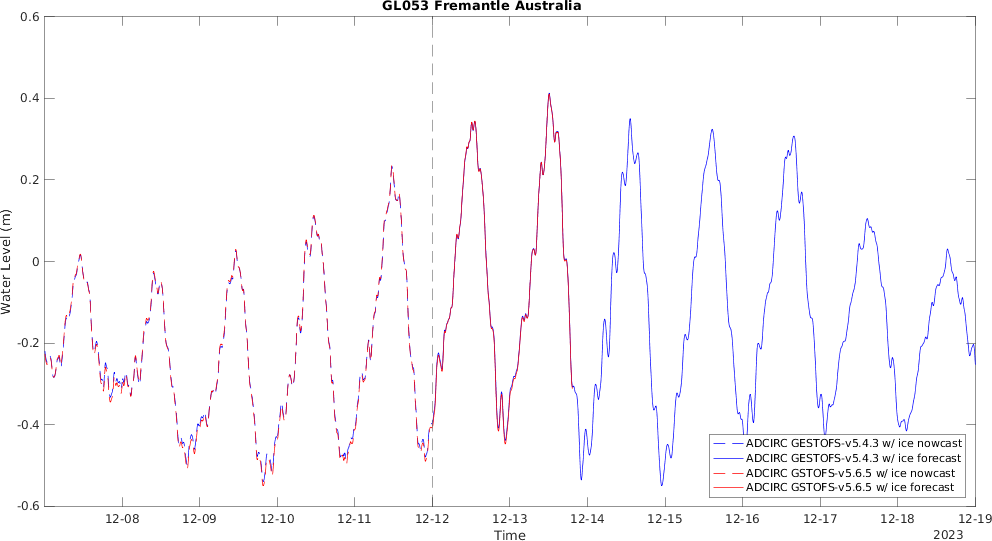 GL053 Fremantle Australia
Water Level (m)
0.6
0.4
0.2
0
-0.2
-0.4
-0.6
12-08 12-09 12-10 12-11 12-12 12-13 12-14 12-15 12-16 12-17 12-18 12-19
Time
2023
ADCIRC GESTOFS-v5.4.3 w/ ice nowcast
ADCIRC GESTOFS-v5.4.3 w/ ice forecast
ADCIRC GSTOFS-v5.6.5 w/ ice nowcast
ADCIRC GSTOFS-v5.6.5 w/ ice forecast